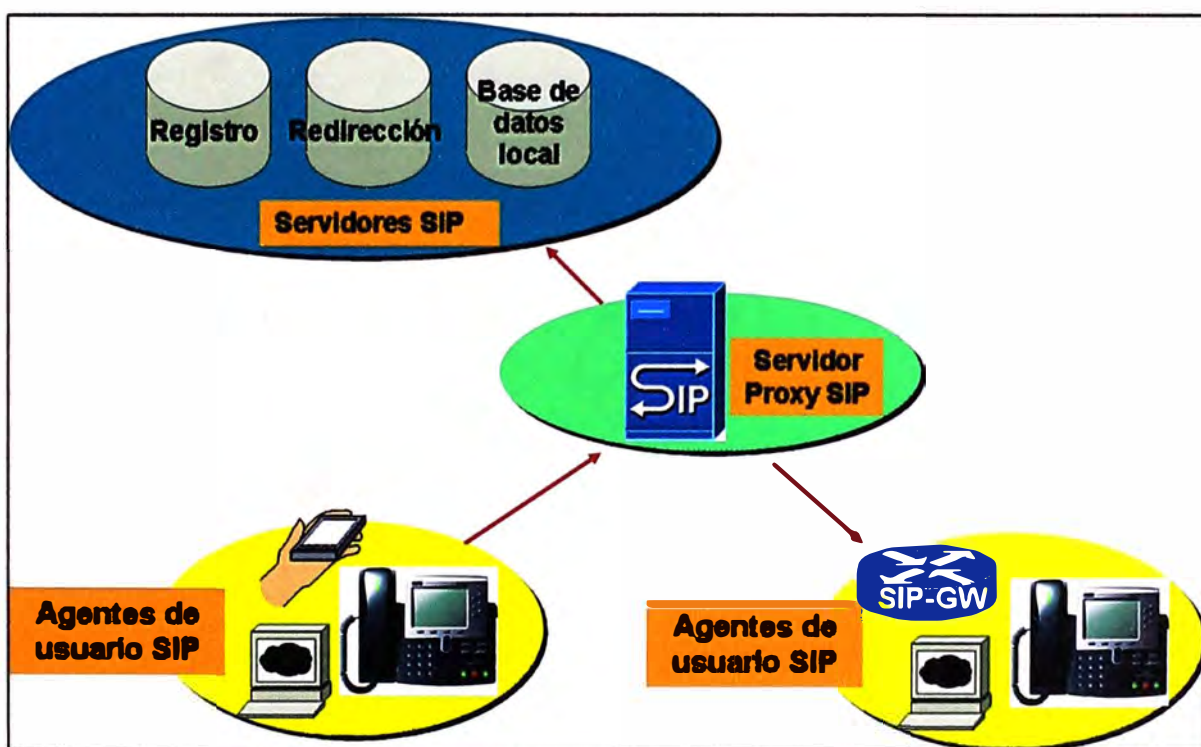 Registro
Redirección
Base de
datos
local
Servidores SIP
SIP
Servidor
Proxy SIP
Agentes de
usuario SIP
SIP-GW
Agentes de
usuario SIP